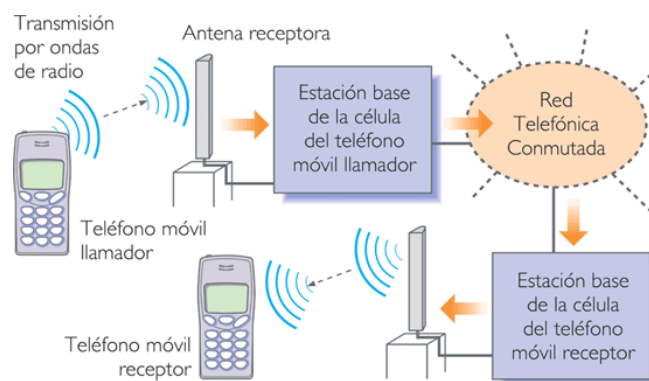 Transmisión
por ondas
de radio
Antena receptora
Estación base
de la célula
del teléfono
móvil llamador
Red
Telefónica
Conmutada
Teléfono móvil
llamador
Estación base
de la célula
del teléfono
móvil receptor
Teléfono móvil
receptor